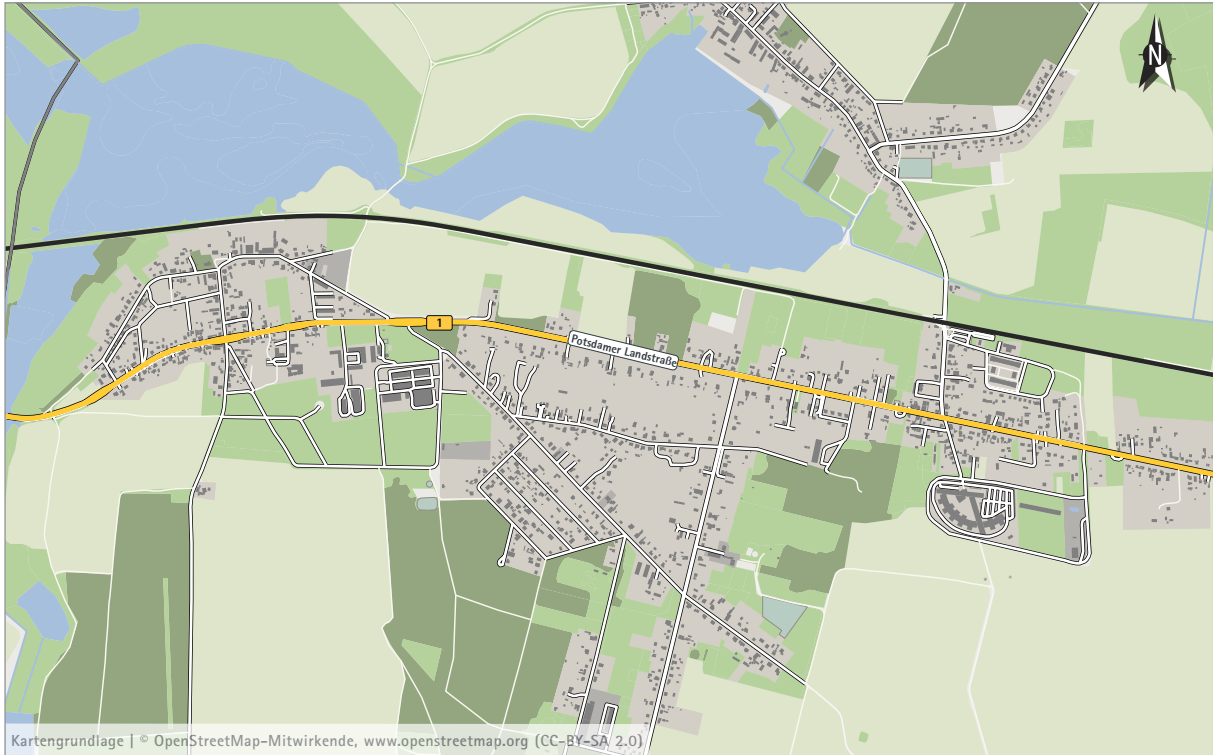 N
1
Potsdamer Landstraße
Kartengrundlage | © OpenStreetMap-Mitwirkende, www.openstreetmap.org (CC-BY-SA 2.0)